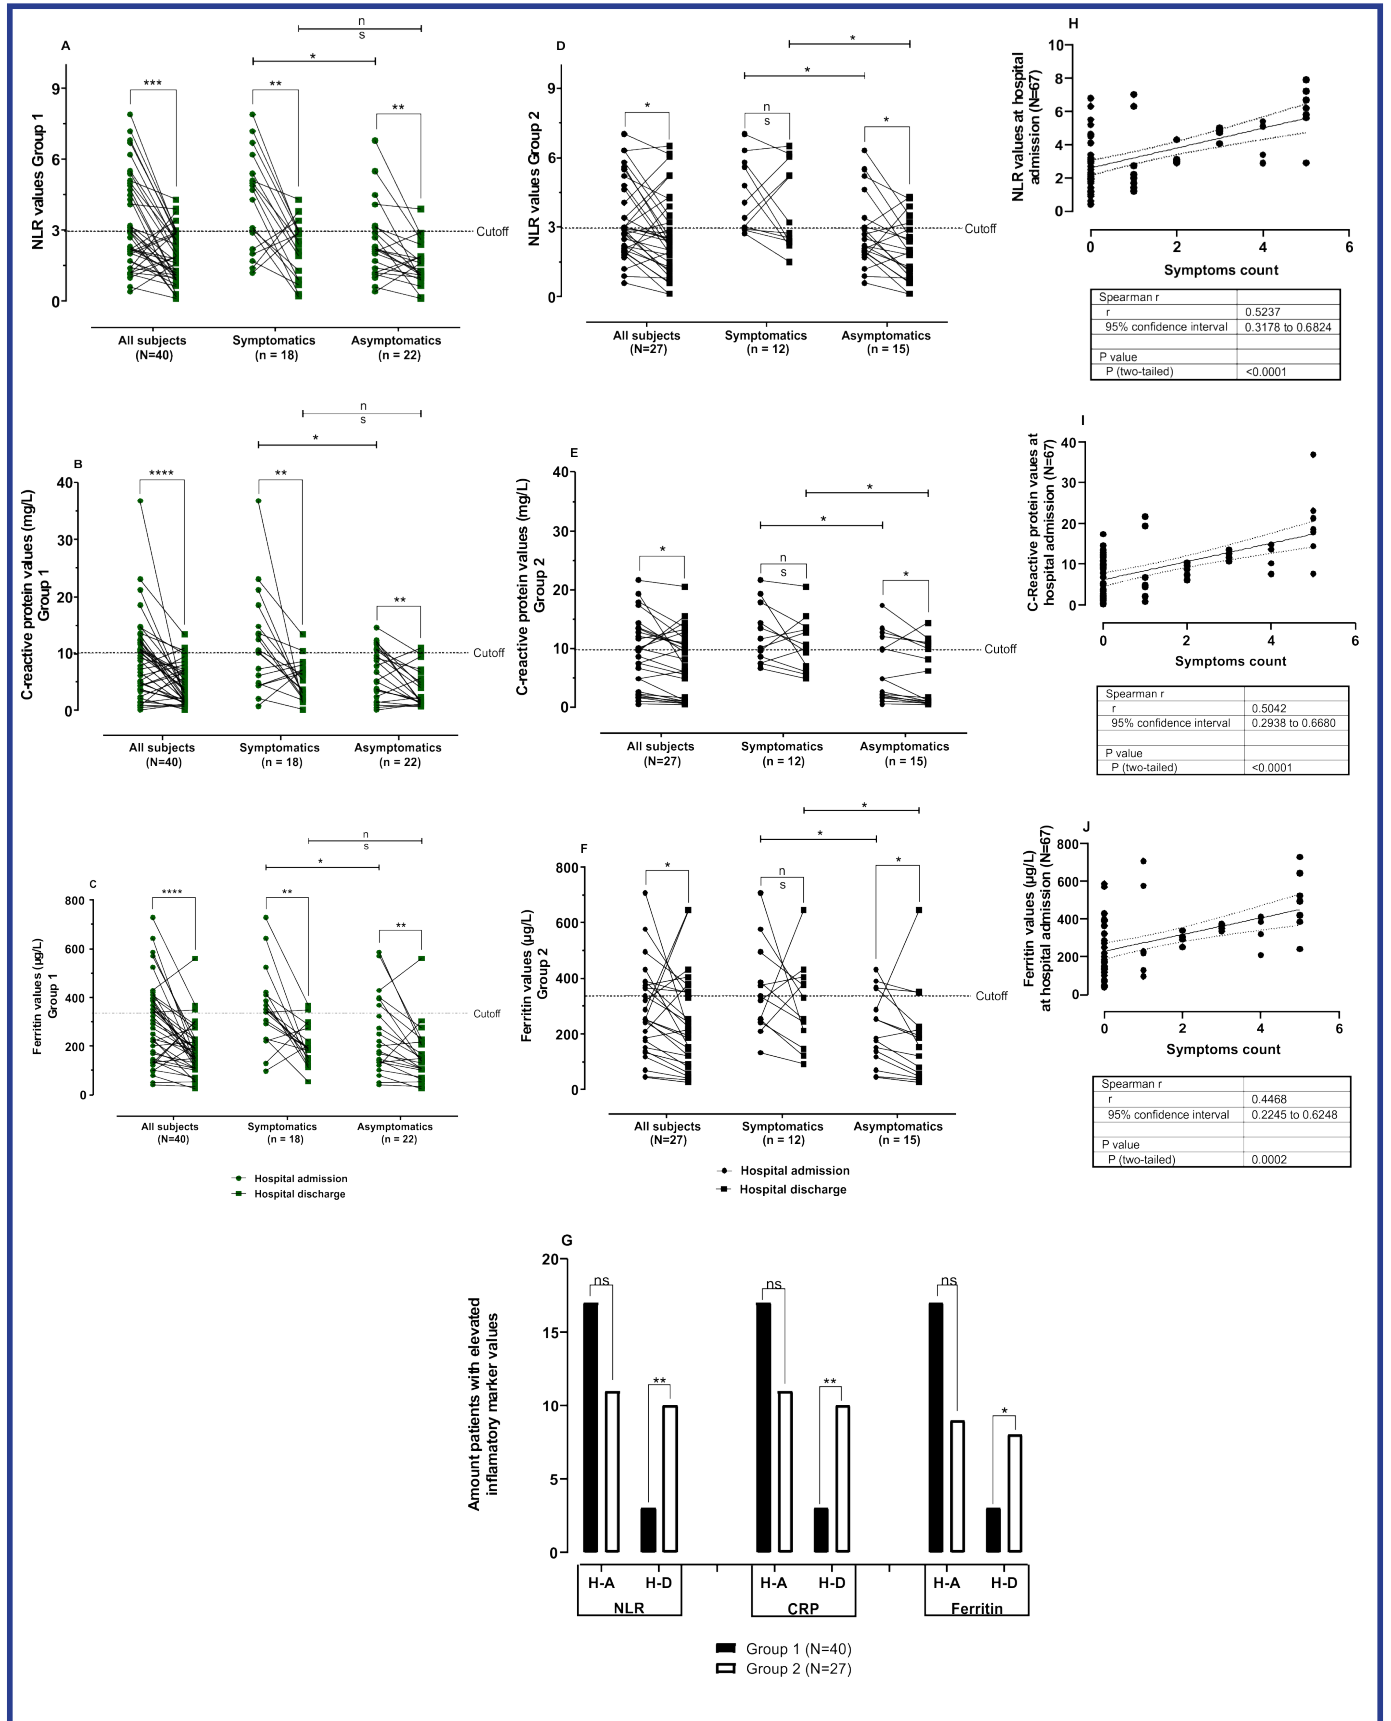 A
n
s
*
***
**
**
NLR values Group 1
9
6
3
0
Cutoff
All subjects
(N=40)
Symptomatics
(n = 18)
Asymptomatics
(n = 22)
D
*
*
*
n
s
*
NLR values Group 2
9
6
3
0
Cutoff
All subjects
(N=27)
Symptomatics
(n = 12)
Asymptomatics
(n = 15)
H
NLR values at hospital
admission (N=67)
10
8
6
4
2
0
0 2 4 6
Symptoms count
Spearman r
r 0.5237
95% confidence interval 0.3178 to 0.6824
P value
P (two-tailed) <0.0001
B
n
s
*
****
**
**
C-reactive protein values (mg/L)
Group 1
40
30
20
10
0
Cutoff
All subjects
(N=40)
Symptomatics
(n = 18)
Asymptomatics
(n = 22)
E
*
*
*
n
s
*
C-reactive protein values (mg/L)
Group 2
40
30
20
10
0
Cutoff
All subjects
(N=27)
Symptomatics
(n = 12)
Asymptomatics
(n = 15)
I
C-Reactive protein vaues at
hospital admission (N=67)
40
30
20
10
0
0 2 4 6
Symptoms count
Spearman r
r 0.5042
95% confidence interval 0.2938 to 0.6680
P value
P (two-tailed) <0.0001
C
n
s
*
****
**
**
Ferritin values (µg/L)
Group 1
800
600
400
200
0
Cutoff
All subjects
(N=40)
Symptomatics
(n = 18)
Asymptomatics
(n = 22)
Hospital admission
Hospital discharge
F
*
*
*
n
s
*
Ferritin values (µg/L)
Group 2
800
600
400
200
0
Cutoff
All subjects
(N=27)
Symptomatics
(n = 12)
Asymptomatics
(n = 15)
Hospital admission
Hospital discharge
J
Ferritin values (µg/L)
at hospital admission (N=67)
800
600
400
200
0
0 2 4 6
Symptoms count
Spearman r
r 0.4468
95% confidence interval 0.2245 to 0.6248
P value
P (two-tailed) 0.0002
G
Amount patients with elevated
inflamatory marker values
20
15
10
5
0
ns
**
ns
**
ns
*
H-A H-D H-A H-D H-A H-D
NLR CRP Ferritin
Group 1 (N=40)
Group 2 (N=27)